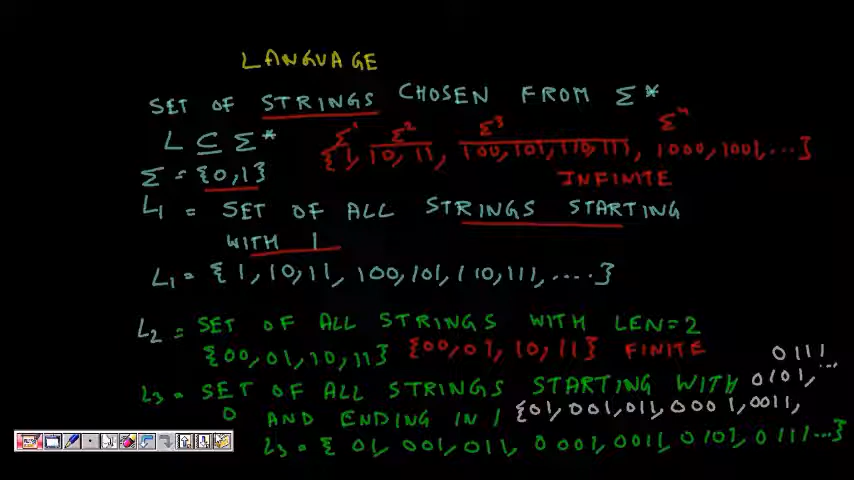 LANGUAGE
SET OF STRINGS CHOSEN FROM Σ*
L ⊆ Σ* Σ¹ Σ² Σ³ Σ⁴
{1, 10, 11, 100, 101, 110, 111, 1000, 1001, ...}
Σ = {0,1} INFINITE
L₁ = SET OF ALL STRINGS STARTING
WITH 1
L₁ = {1, 10, 11, 100, 101, 110, 111, ....}
L₂ = SET OF ALL STRINGS WITH LEN=2
{00, 01, 10, 11} {00, 01, 10, 11} FINITE
L₃ = SET OF ALL STRINGS STARTING WITH
0 AND ENDING IN 1 {01, 001, 011, 0001, 0011,
0101, ...
0111
L₃ = { 01, 001, 011, 0001, 0011, 0101, 0111...}